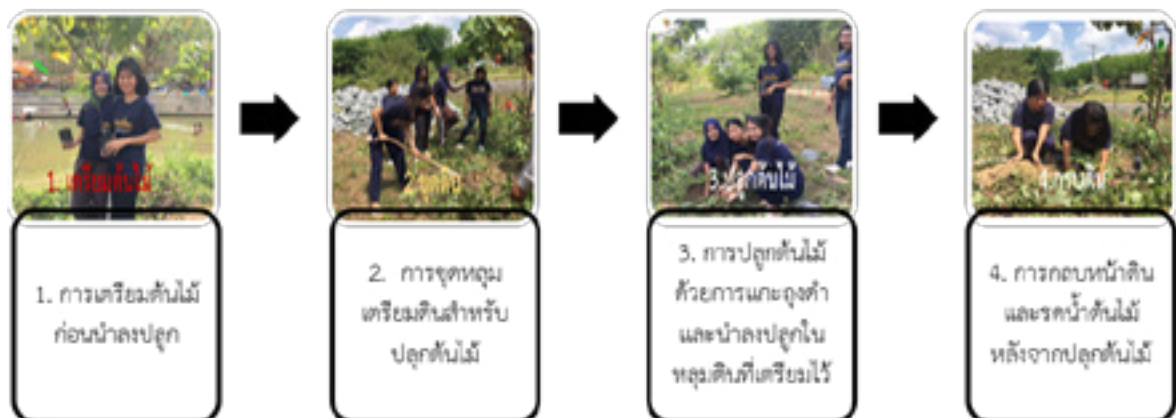 1. เตรียมต้นไม้
3.ปลูกต้นไม้
1. การเตรียมต้นไม้
ก่อนนำลงปลูก
2. การขุดหลุม
เตรียมดินสำหรับ
ปลูกต้นไม้
3. การปลูกต้นไม้
ด้วยการแกะถุงดำ
และนำลงปลูกใน
หลุมดินที่เตรียมไว้
4. การกลบหน้าดิน
และรดน้ำต้นไม้
หลังจากปลูกต้นไม้